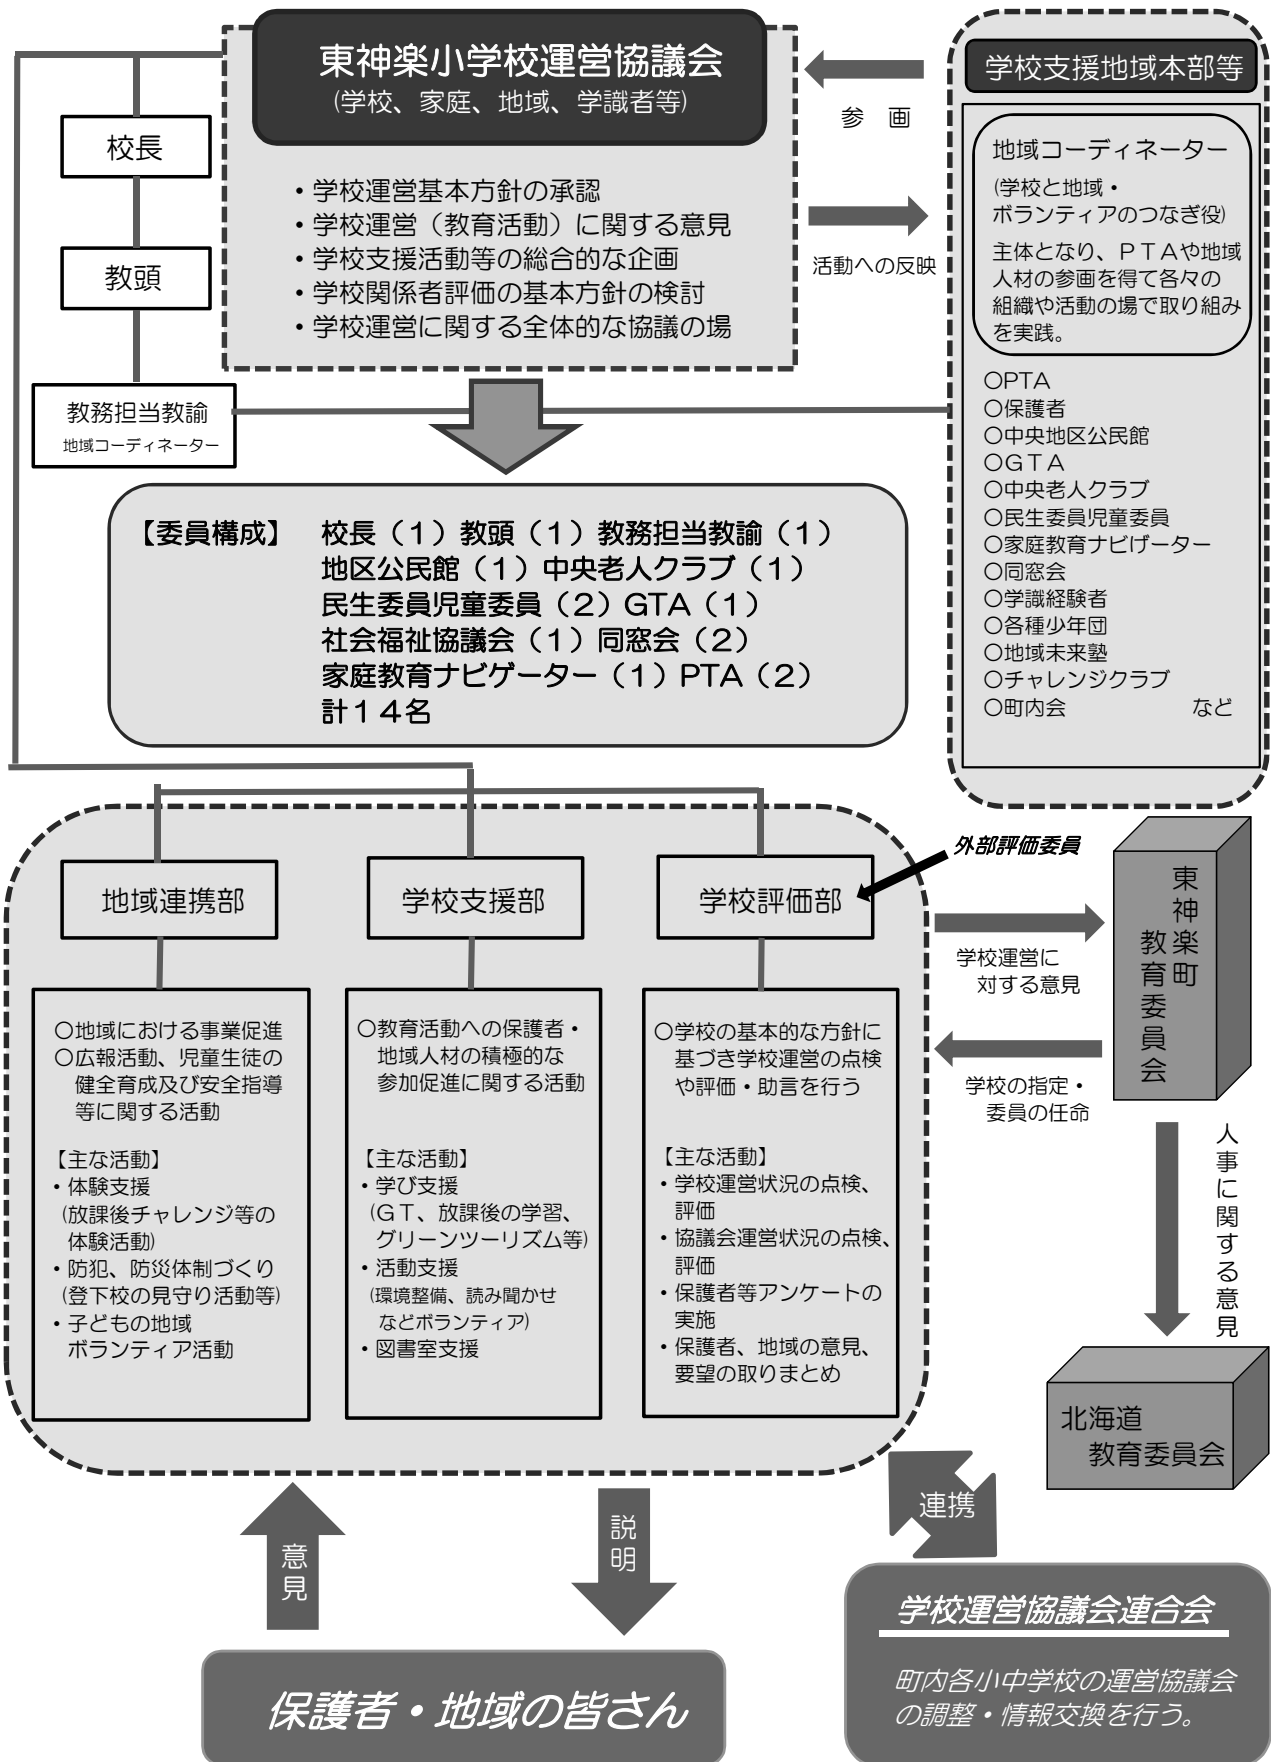 東神楽小学校運営協議会
(学校、家庭、地域、学識者等)
・学校運営基本方針の承認
・学校運営（教育活動）に関する意見
・学校支援活動等の総合的な企画
・学校関係者評価の基本方針の検討
・学校運営に関する全体的な協議の場
校長
教頭
教務担当教諭
地域コーディネーター
参　画
活動への反映
学校支援地域本部等
地域コーディネーター
(学校と地域・
ボランティアのつなぎ役)
主体となり、ＰＴＡや地域
人材の参画を得て各々の
組織や活動の場で取り組み
を実践。
○PTA
○保護者
○中央地区公民館
○ＧＴＡ
○中央老人クラブ
○民生委員児童委員
○家庭教育ナビげーター
○同窓会
○学識経験者
○各種少年団
○地域未来塾
○チャレンジクラブ
○町内会　　　　　など
【委員構成】　校長（１）教頭（１）教務担当教諭（１）
地区公民館（１）中央老人クラブ（１）
民生委員児童委員（２）GTA（１）
社会福祉協議会（１）同窓会（２）
家庭教育ナビゲーター（１）PTA（２）
計１４名
地域連携部
○地域における事業促進
○広報活動、児童生徒の
健全育成及び安全指導
等に関する活動
【主な活動】
・体験支援
(放課後チャレンジ等の
体験活動)
・防犯、防災体制づくり
(登下校の見守り活動等)
・子どもの地域
ボランティア活動
学校支援部
○教育活動への保護者・
地域人材の積極的な
参加促進に関する活動
【主な活動】
・学び支援
(ＧＴ、放課後の学習、
グリーンツーリズム等)
・活動支援
(環境整備、読み聞かせ
などボランティア)
・図書室支援
学校評価部
○学校の基本的な方針に
基づき学校運営の点検
や評価・助言を行う
【主な活動】
・学校運営状況の点検、
評価
・協議会運営状況の点検、
評価
・保護者等アンケートの
実施
・保護者、地域の意見、
要望の取りまとめ
外部評価委員
学校運営に
対する意見
学校の指定・
委員の任命
東神楽町
教育委員会
人事に関する意見
北海道
教育委員会
意見
説明
連携
保護者・地域の皆さん
学校運営協議会連合会
町内各小中学校の運営協議会
の調整・情報交換を行う。